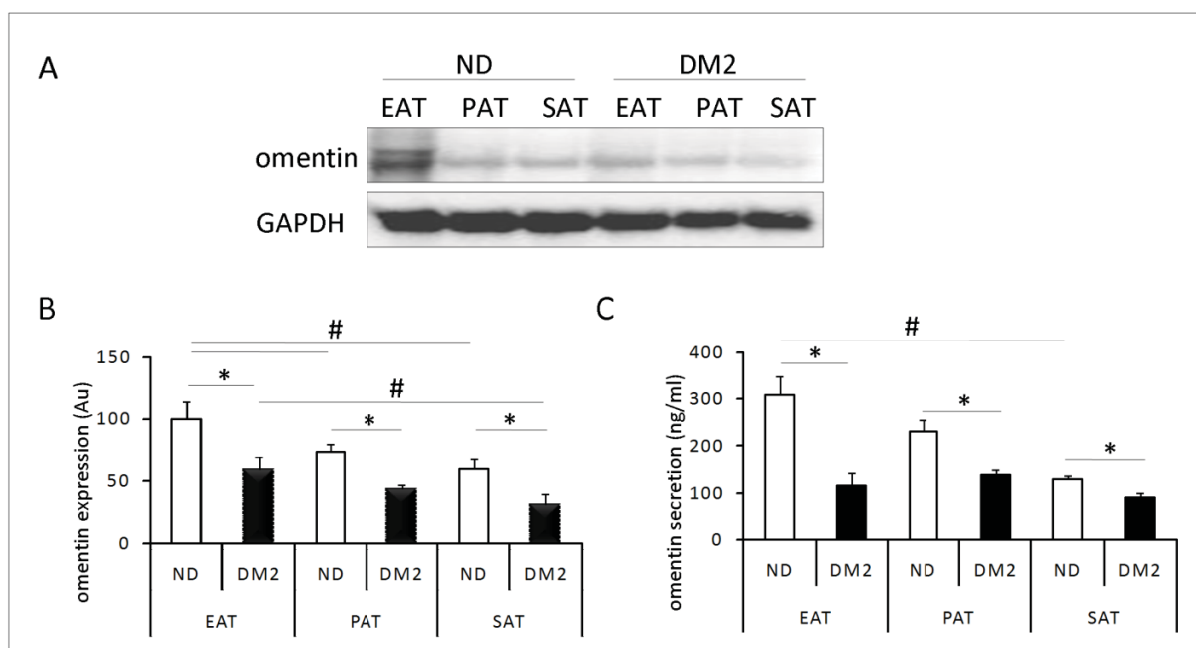 A
ND DM2
EAT PAT SAT EAT PAT SAT
omentin
GAPDH
B
omentin expression (Au)
150
100
50
0
#
*
#
*
*
ND DM2 ND DM2 ND DM2
EAT PAT SAT
C
omentin secretion (ng/ml)
400
300
200
100
0
#
*
*
*
ND DM2 ND DM2 ND DM2
EAT PAT SAT